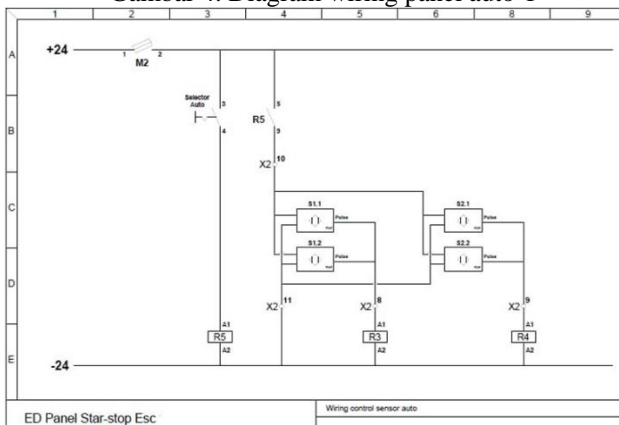 Gambar 4. Diagram wiring panel auto 1
1 2 3 4 5 6 7 8 9
A
+24
1 2
M2
Selector
Auto
3
4
5
R5
9
B
X2 10
C
S1.1
Pulse
S2.1
Pulse
S1.2
Pulse
S2.2
Pulse
D
X2 11
X2 8
X2 9
A1
R5
A2
A1
R3
A2
A1
R4
A2
E
-24
ED Panel Star-stop Esc
Wiring control sensor auto